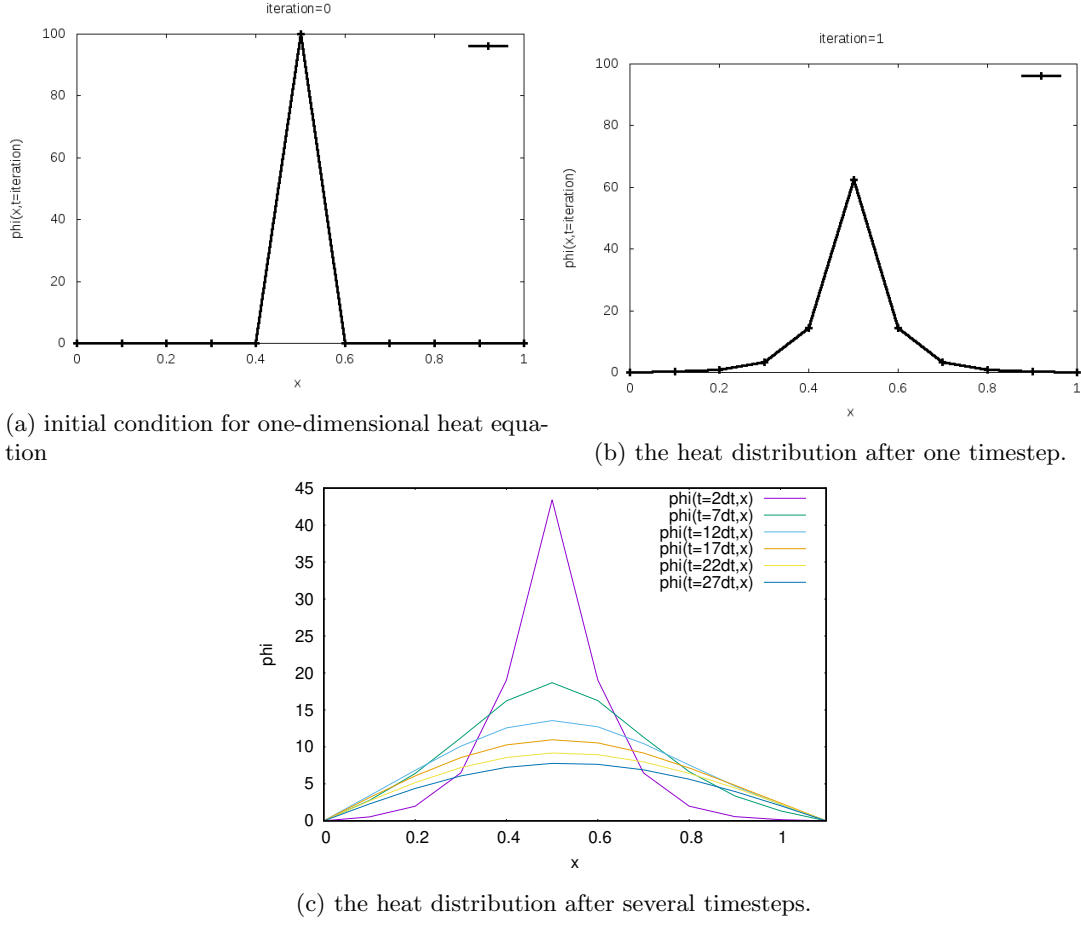 iteration=0
100
80
60
40
20
0
phi(x,t=iteration)
0 0.2 0.4 0.6 0.8 1
x
(a) initial condition for one-dimensional heat equa-
tion
iteration=1
100
80
60
40
20
0
phi(x,t=iteration)
0 0.2 0.4 0.6 0.8 1
x
(b) the heat distribution after one timestep.
45
40
35
30
25
20
15
10
5
0
phi
phi(t=2dt,x)
phi(t=7dt,x)
phi(t=12dt,x)
phi(t=17dt,x)
phi(t=22dt,x)
phi(t=27dt,x)
0 0.2 0.4 0.6 0.8 1
x
(c) the heat distribution after several timesteps.